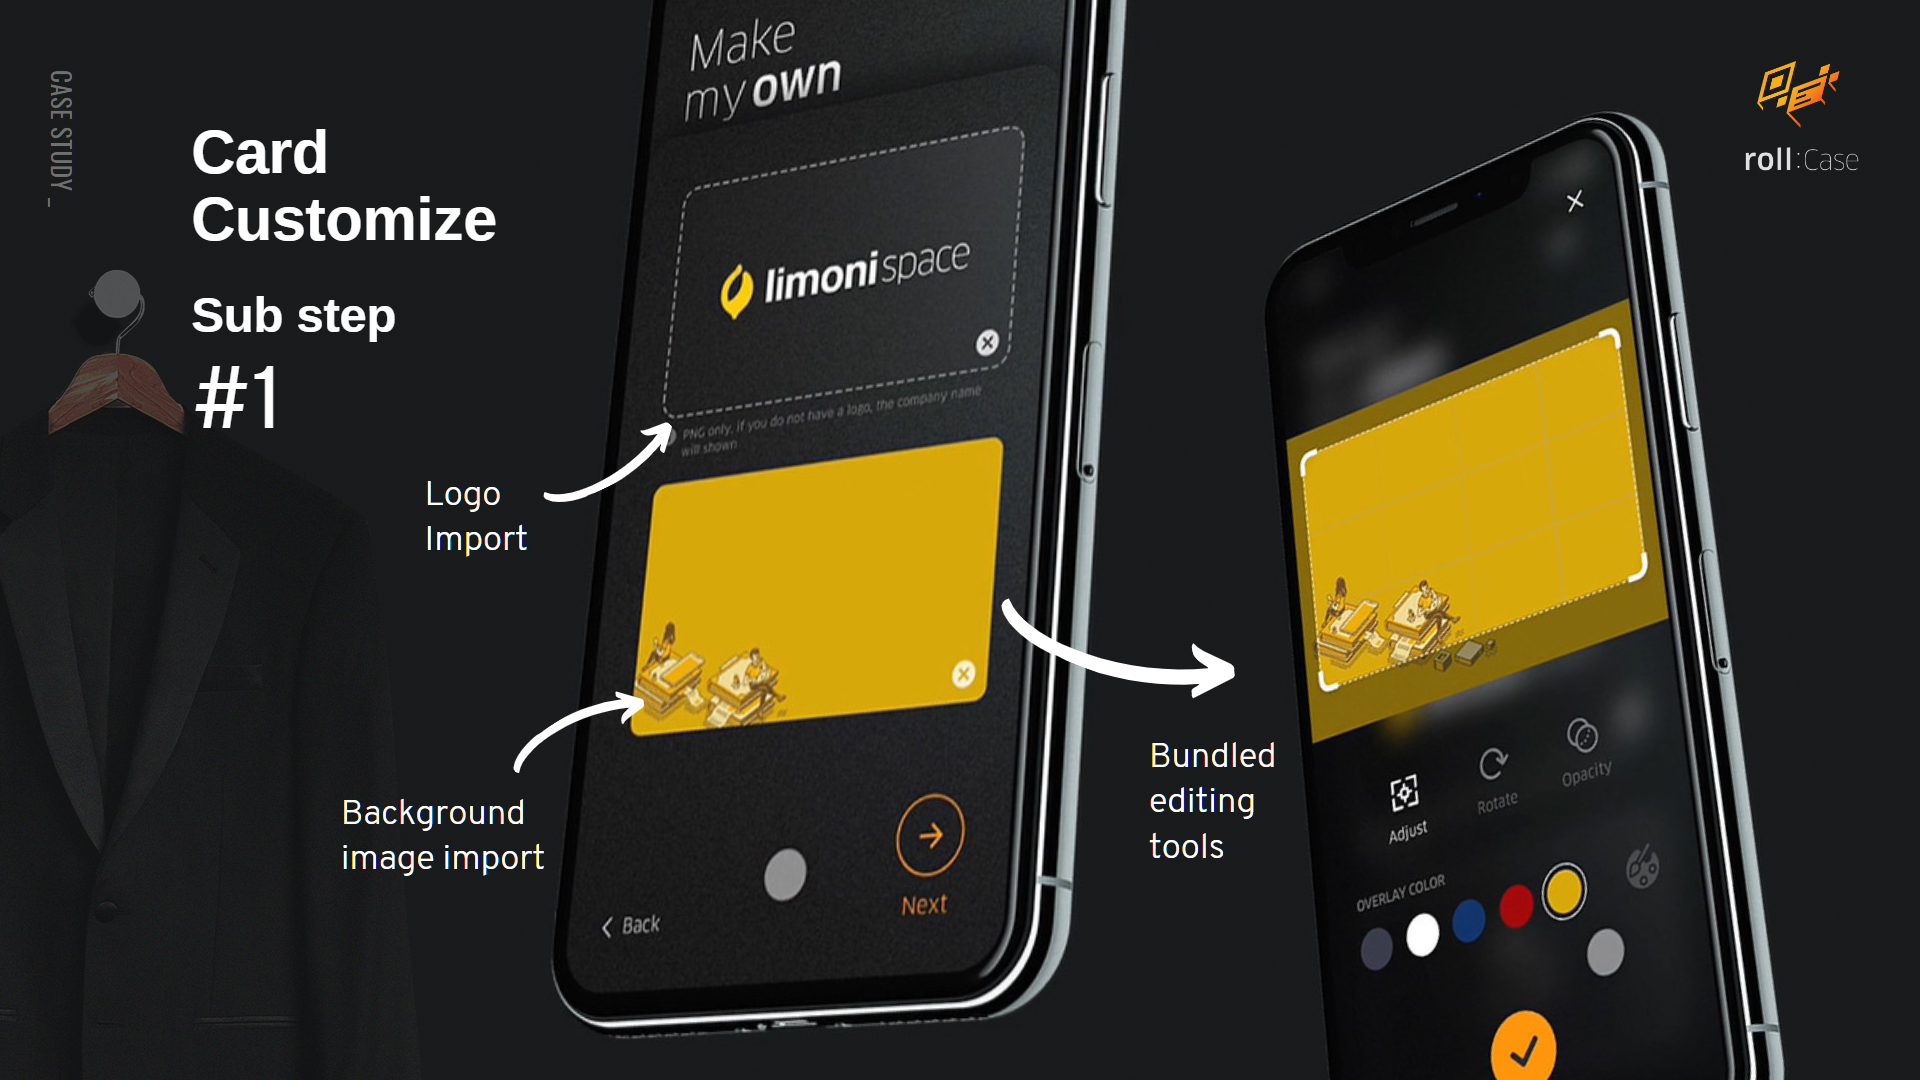 CASE STUDY _
Card
Customize
Sub step
#1
Make
my own
limoni space
PNG only, if you do not have a logo, the company name
will shown
Logo
Import
Background
image import
Back
Next
Bundled
editing
tools
Adjust
Rotate
Opacity
OVERLAY COLOR
roll:Case